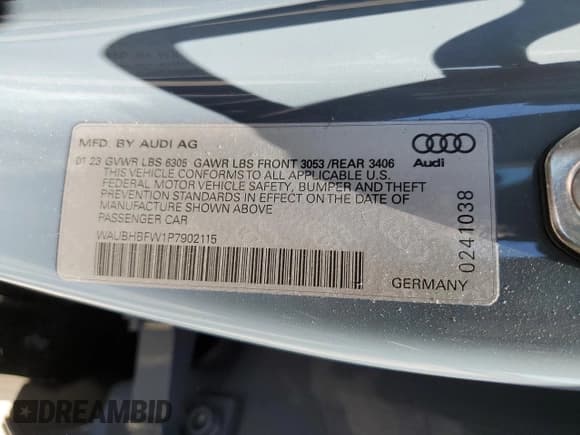 MFD. BY AUDI AG
Audi
01 23 GVWR LBS 6305 GAWR LBS FRONT 3053 /REAR 3406
THIS VEHICLE CONFORMS TO ALL APPLICABLE U.S.
FEDERAL MOTOR VEHICLE SAFETY, BUMPER AND THEFT
PREVENTION STANDARDS IN EFFECT ON THE DATE OF
MANUFACTURE SHOWN ABOVE
PASSENGER CAR
WAUBHBFW1P7902115
0241038
GERMANY
DREAMBID